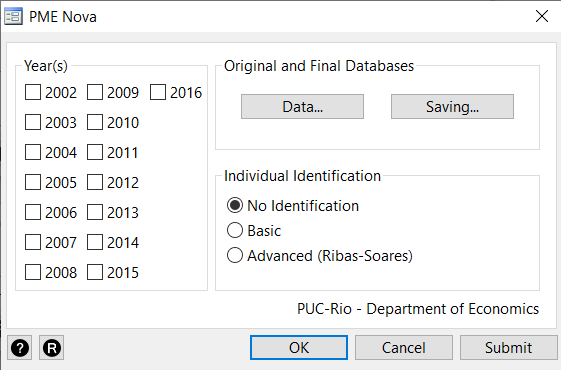 PME Nova
Year(s)
2002 2009 2016
2003 2010
2004 2011
2005 2012
2006 2013
2007 2014
2008 2015
Original and Final Databases
Data... Saving...
Individual Identification
No Identification
Basic
Advanced (Ribas-Soares)
PUC-Rio - Department of Economics
? R OK Cancel Submit